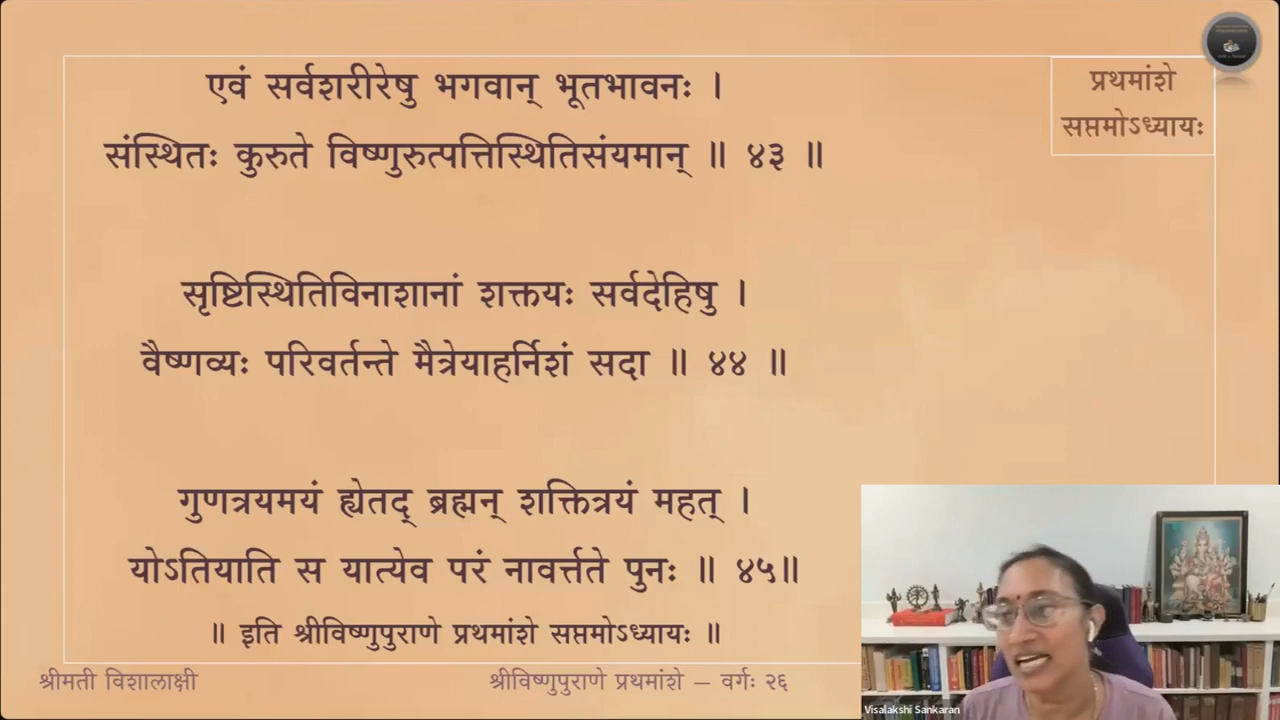 एवं सर्वशरीरेषु भगवान् भूतभावनः ।
संस्थितः कुरुते विष्णुरुत्पत्तिस्थितिसंयमान् ॥ ४३ ॥
प्रथमांशे
सप्तमोऽध्यायः
सृष्टिस्थितिविनाशानां शक्तयः सर्वदेहिषु ।
वैष्णव्यः परिवर्तन्ते मैत्रेयाहर्निशं सदा ॥ ४४ ॥
गुणत्रयमयं ह्येतद् ब्रह्मन् शक्तित्रयं महत् ।
योऽतियाति स यात्येव परं नावर्त्तते पुनः ॥ ४५॥
॥ इति श्रीविष्णुपुराणे प्रथमांशे सप्तमोऽध्यायः ॥
श्रीमती विशालाक्षी
श्रीविष्णुपुराणे प्रथमांशे – वर्गः २६
Visalakshi Sankaran